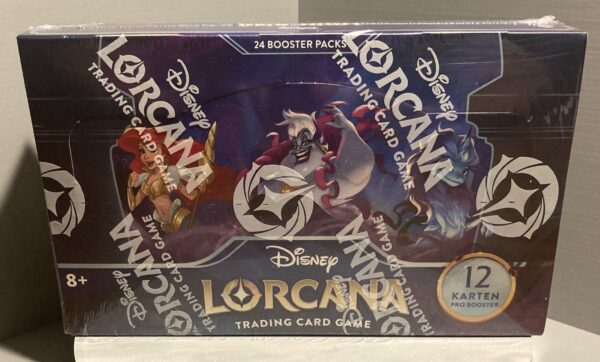 24 BOOSTER PACKS
Disney
LORCANA
TRADING CARD GAME
Disney
LORCANA
TRADING CARD GAME
Disney
LORCANA
TRADING CARD GAME
Disney
LORCANA
TRADING CARD GAME
8+
Disney
LORCANA
TRADING CARD GAME
12
KARTEN
PRO BOOSTER